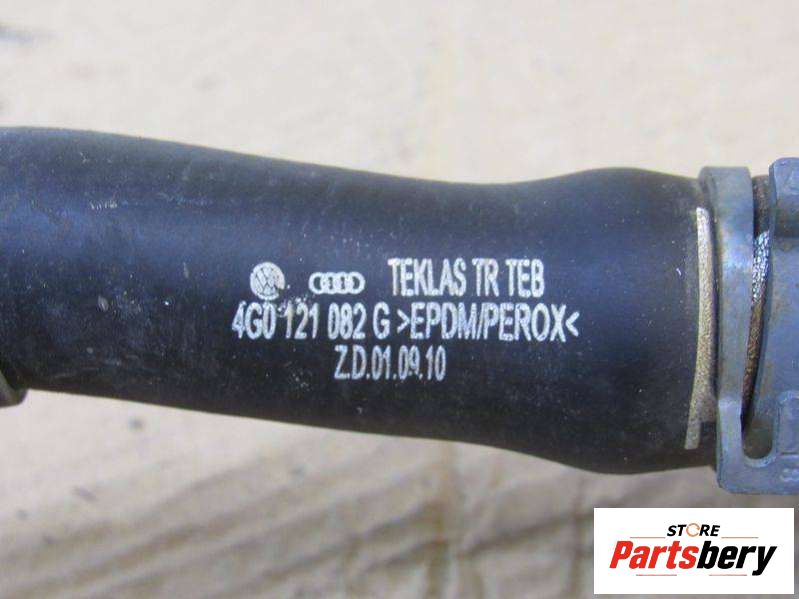 TEKLAS TR TEB
4G0 121 082 G >EPDM/PEROX<
Z.D.01.09.10
STORE
Partsbery